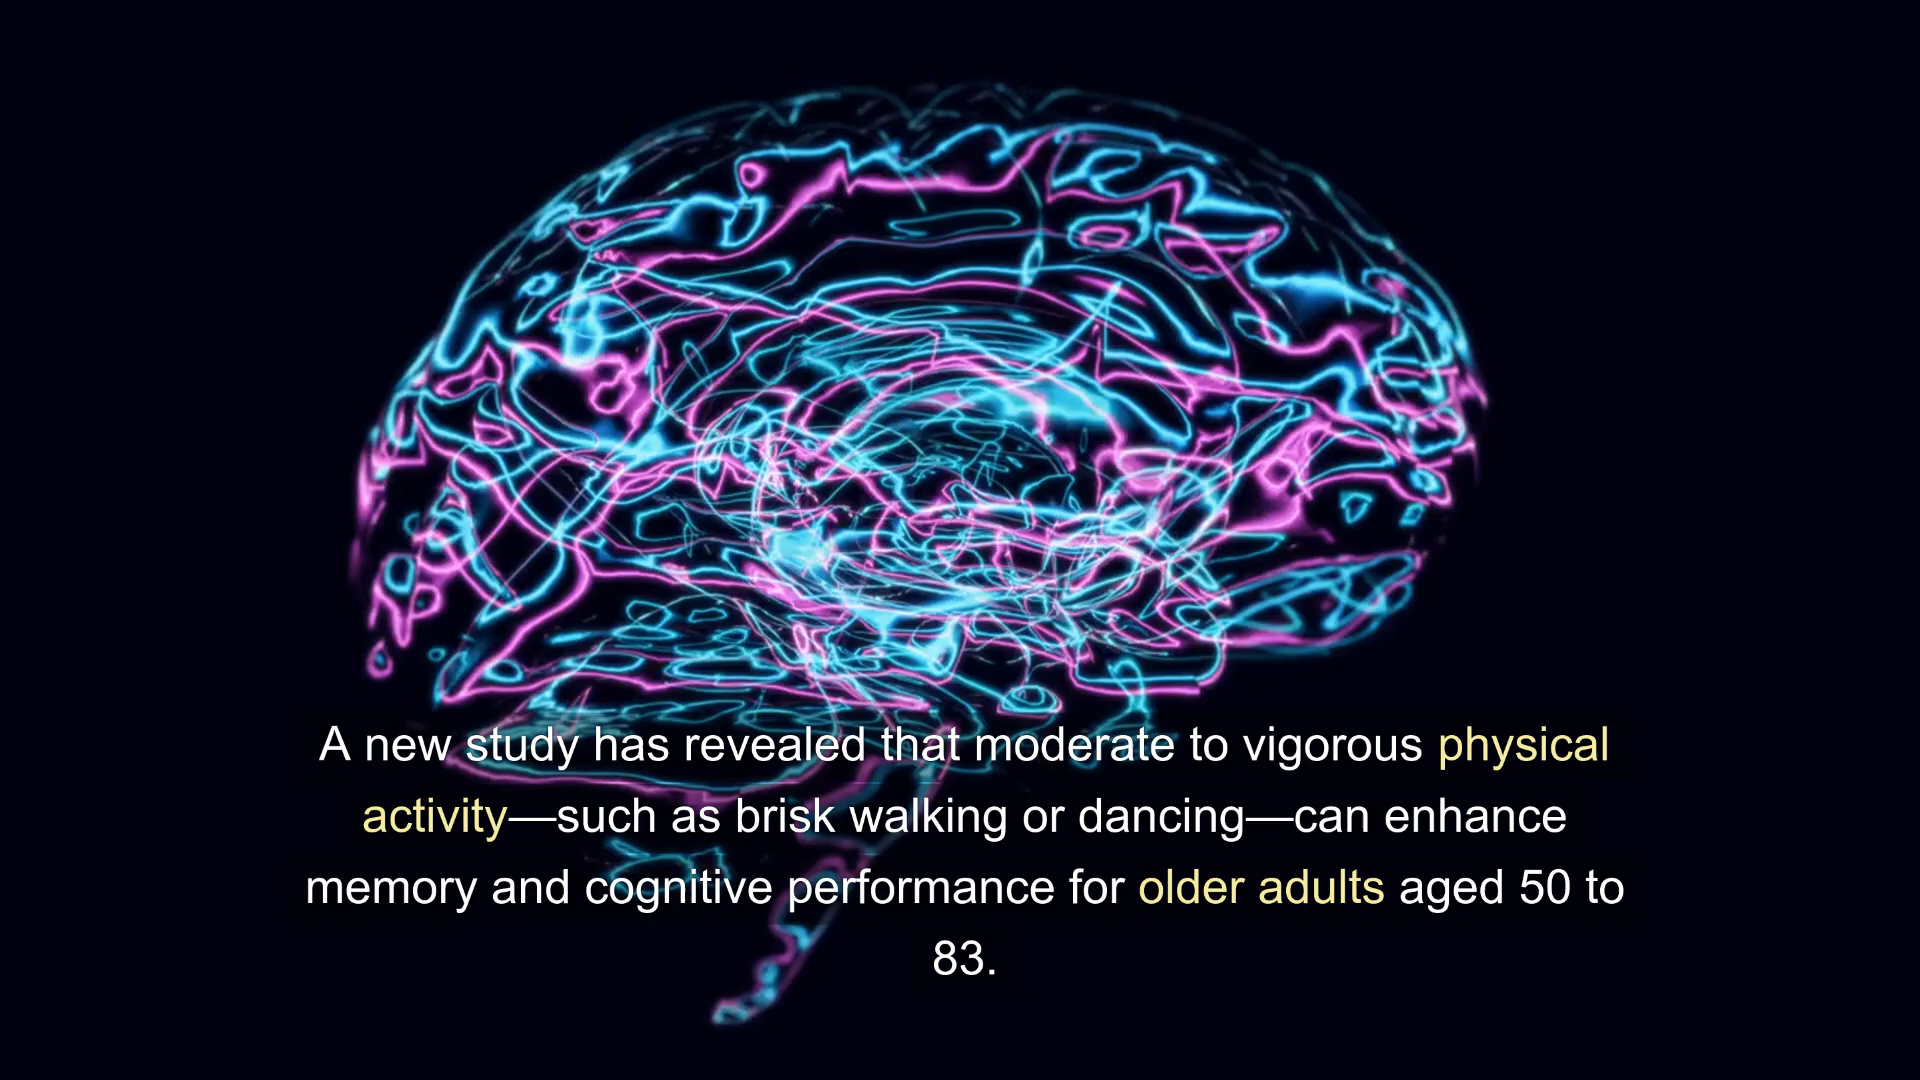 A new study has revealed that moderate to vigorous physical
activity—such as brisk walking or dancing—can enhance
memory and cognitive performance for older adults aged 50 to
83.